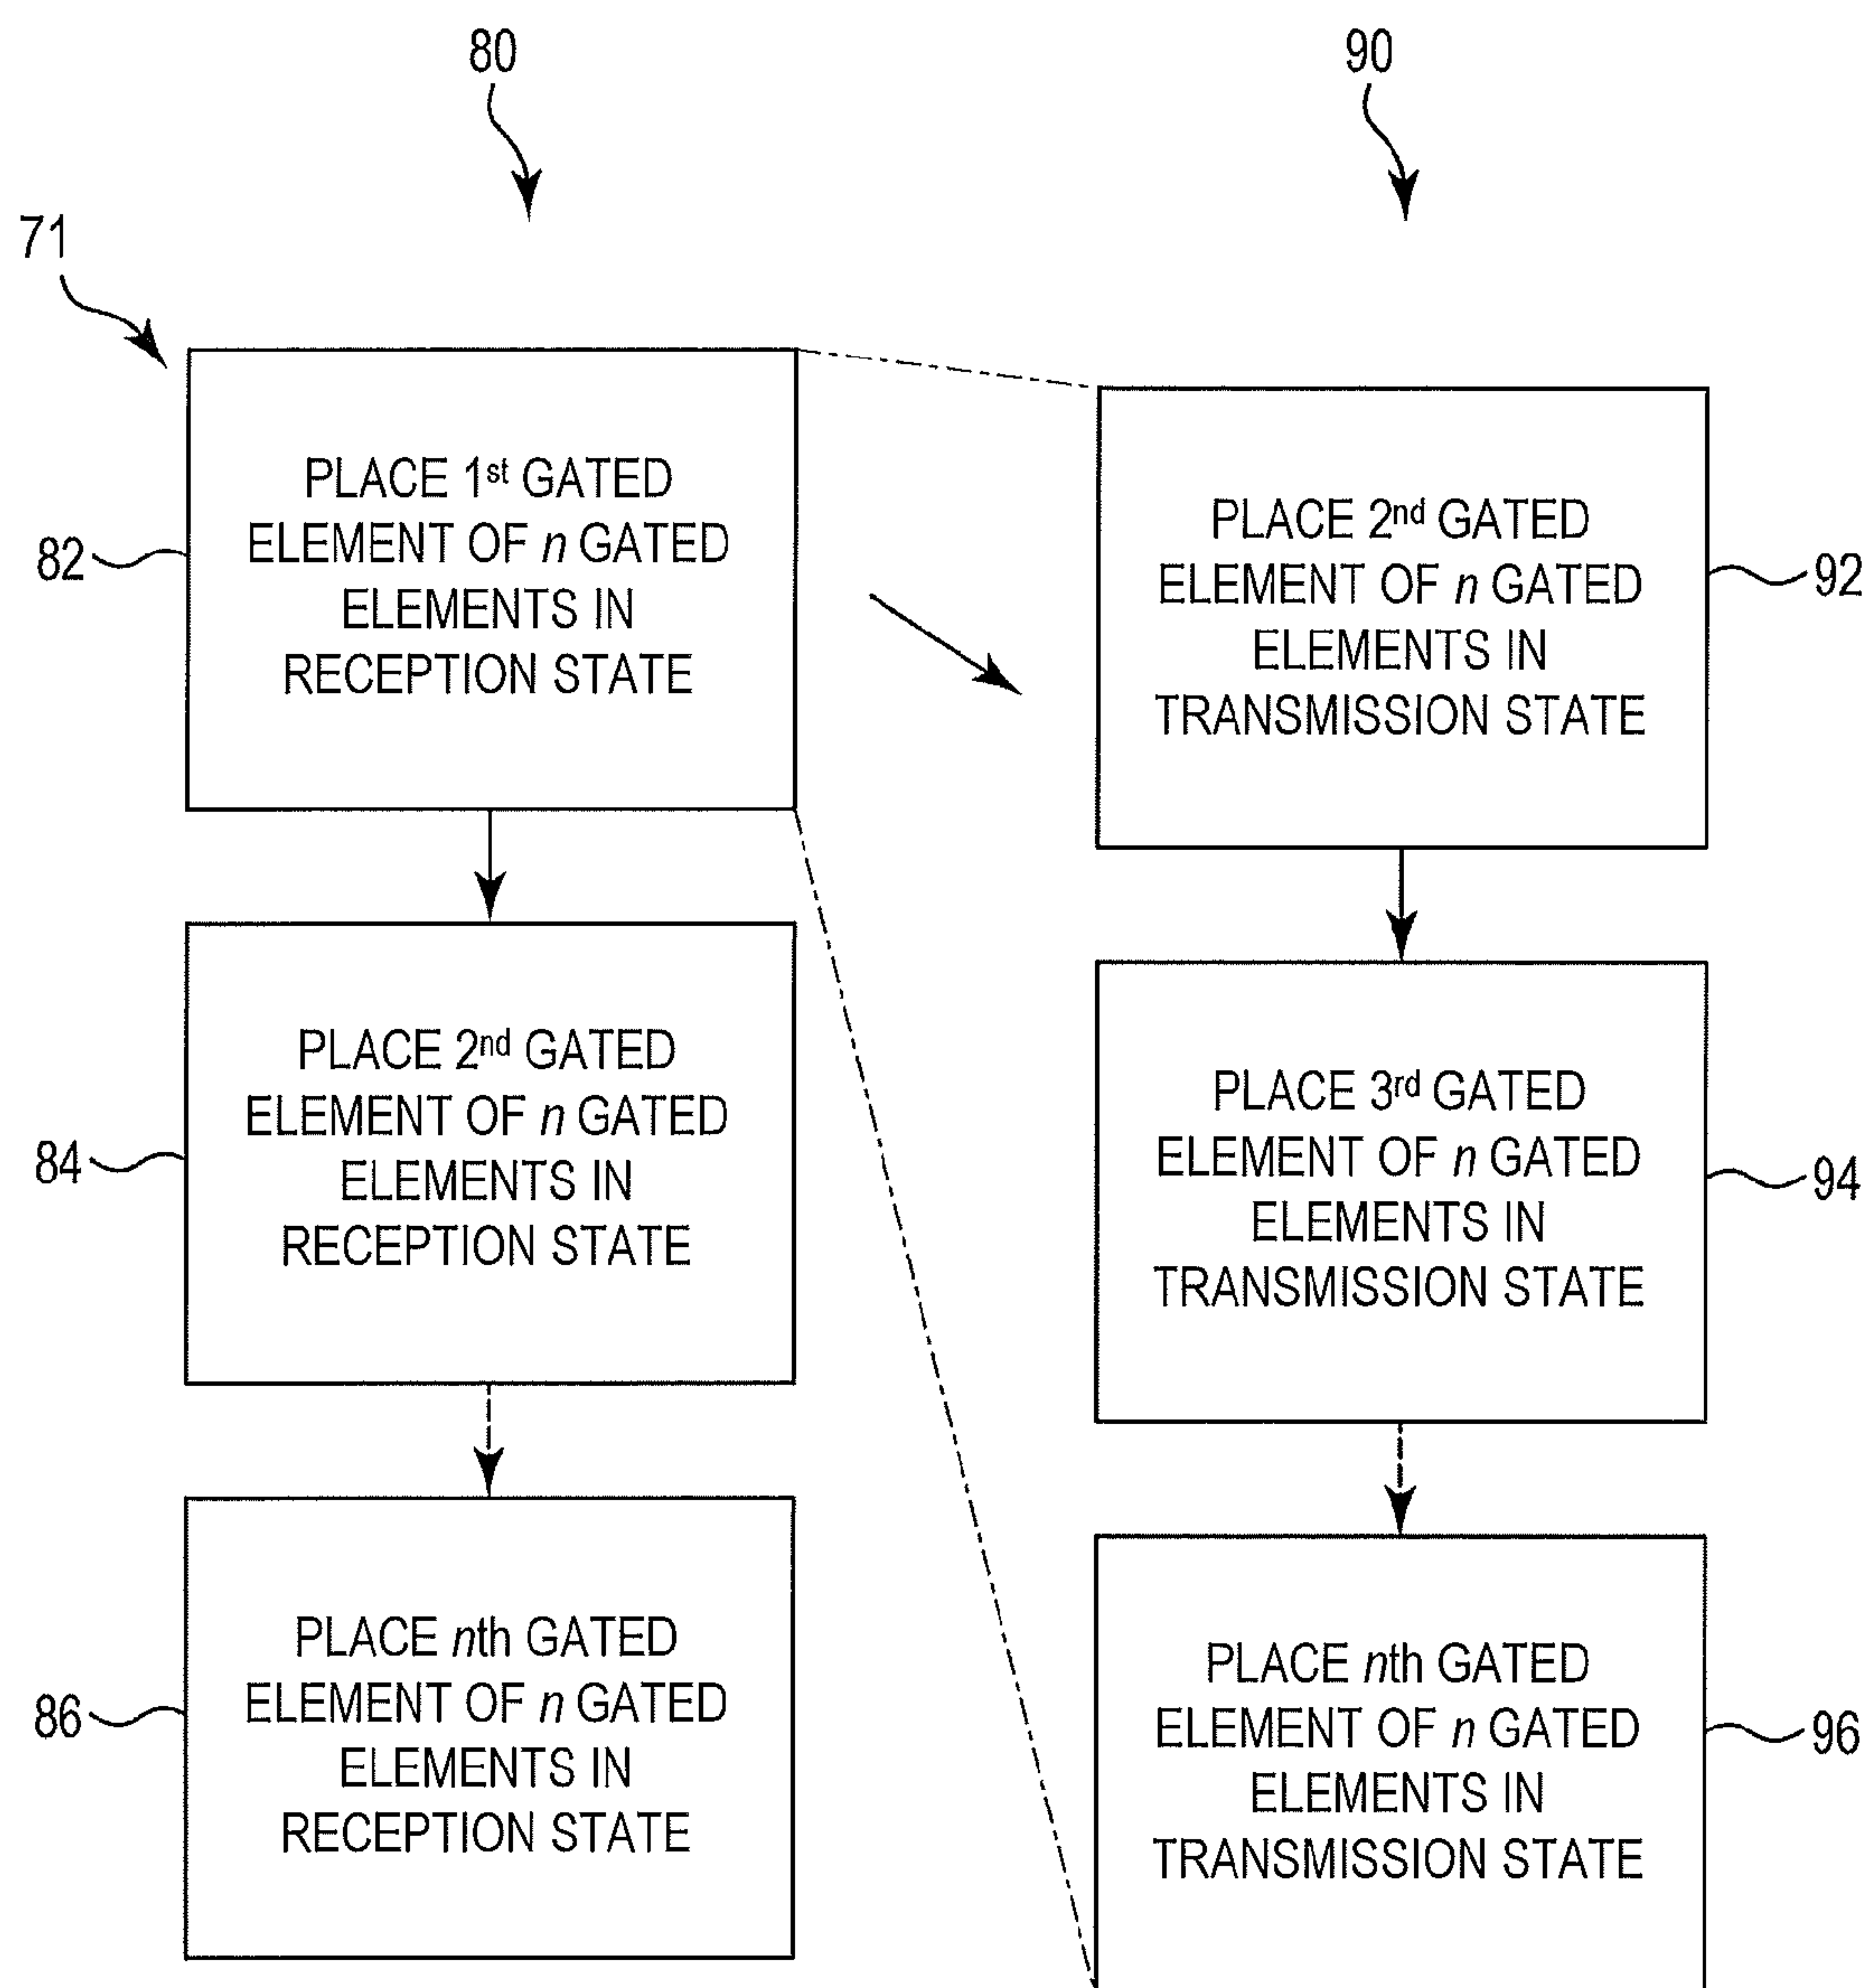 80
90
71
82
PLACE 1st GATED
ELEMENT OF n GATED
ELEMENTS IN
RECEPTION STATE
PLACE 2nd GATED
ELEMENT OF n GATED
ELEMENTS IN
TRANSMISSION STATE
92
84
PLACE 2nd GATED
ELEMENT OF n GATED
ELEMENTS IN
RECEPTION STATE
PLACE 3rd GATED
ELEMENT OF n GATED
ELEMENTS IN
TRANSMISSION STATE
94
86
PLACE nth GATED
ELEMENT OF n GATED
ELEMENTS IN
RECEPTION STATE
PLACE nth GATED
ELEMENT OF n GATED
ELEMENTS IN
TRANSMISSION STATE
96